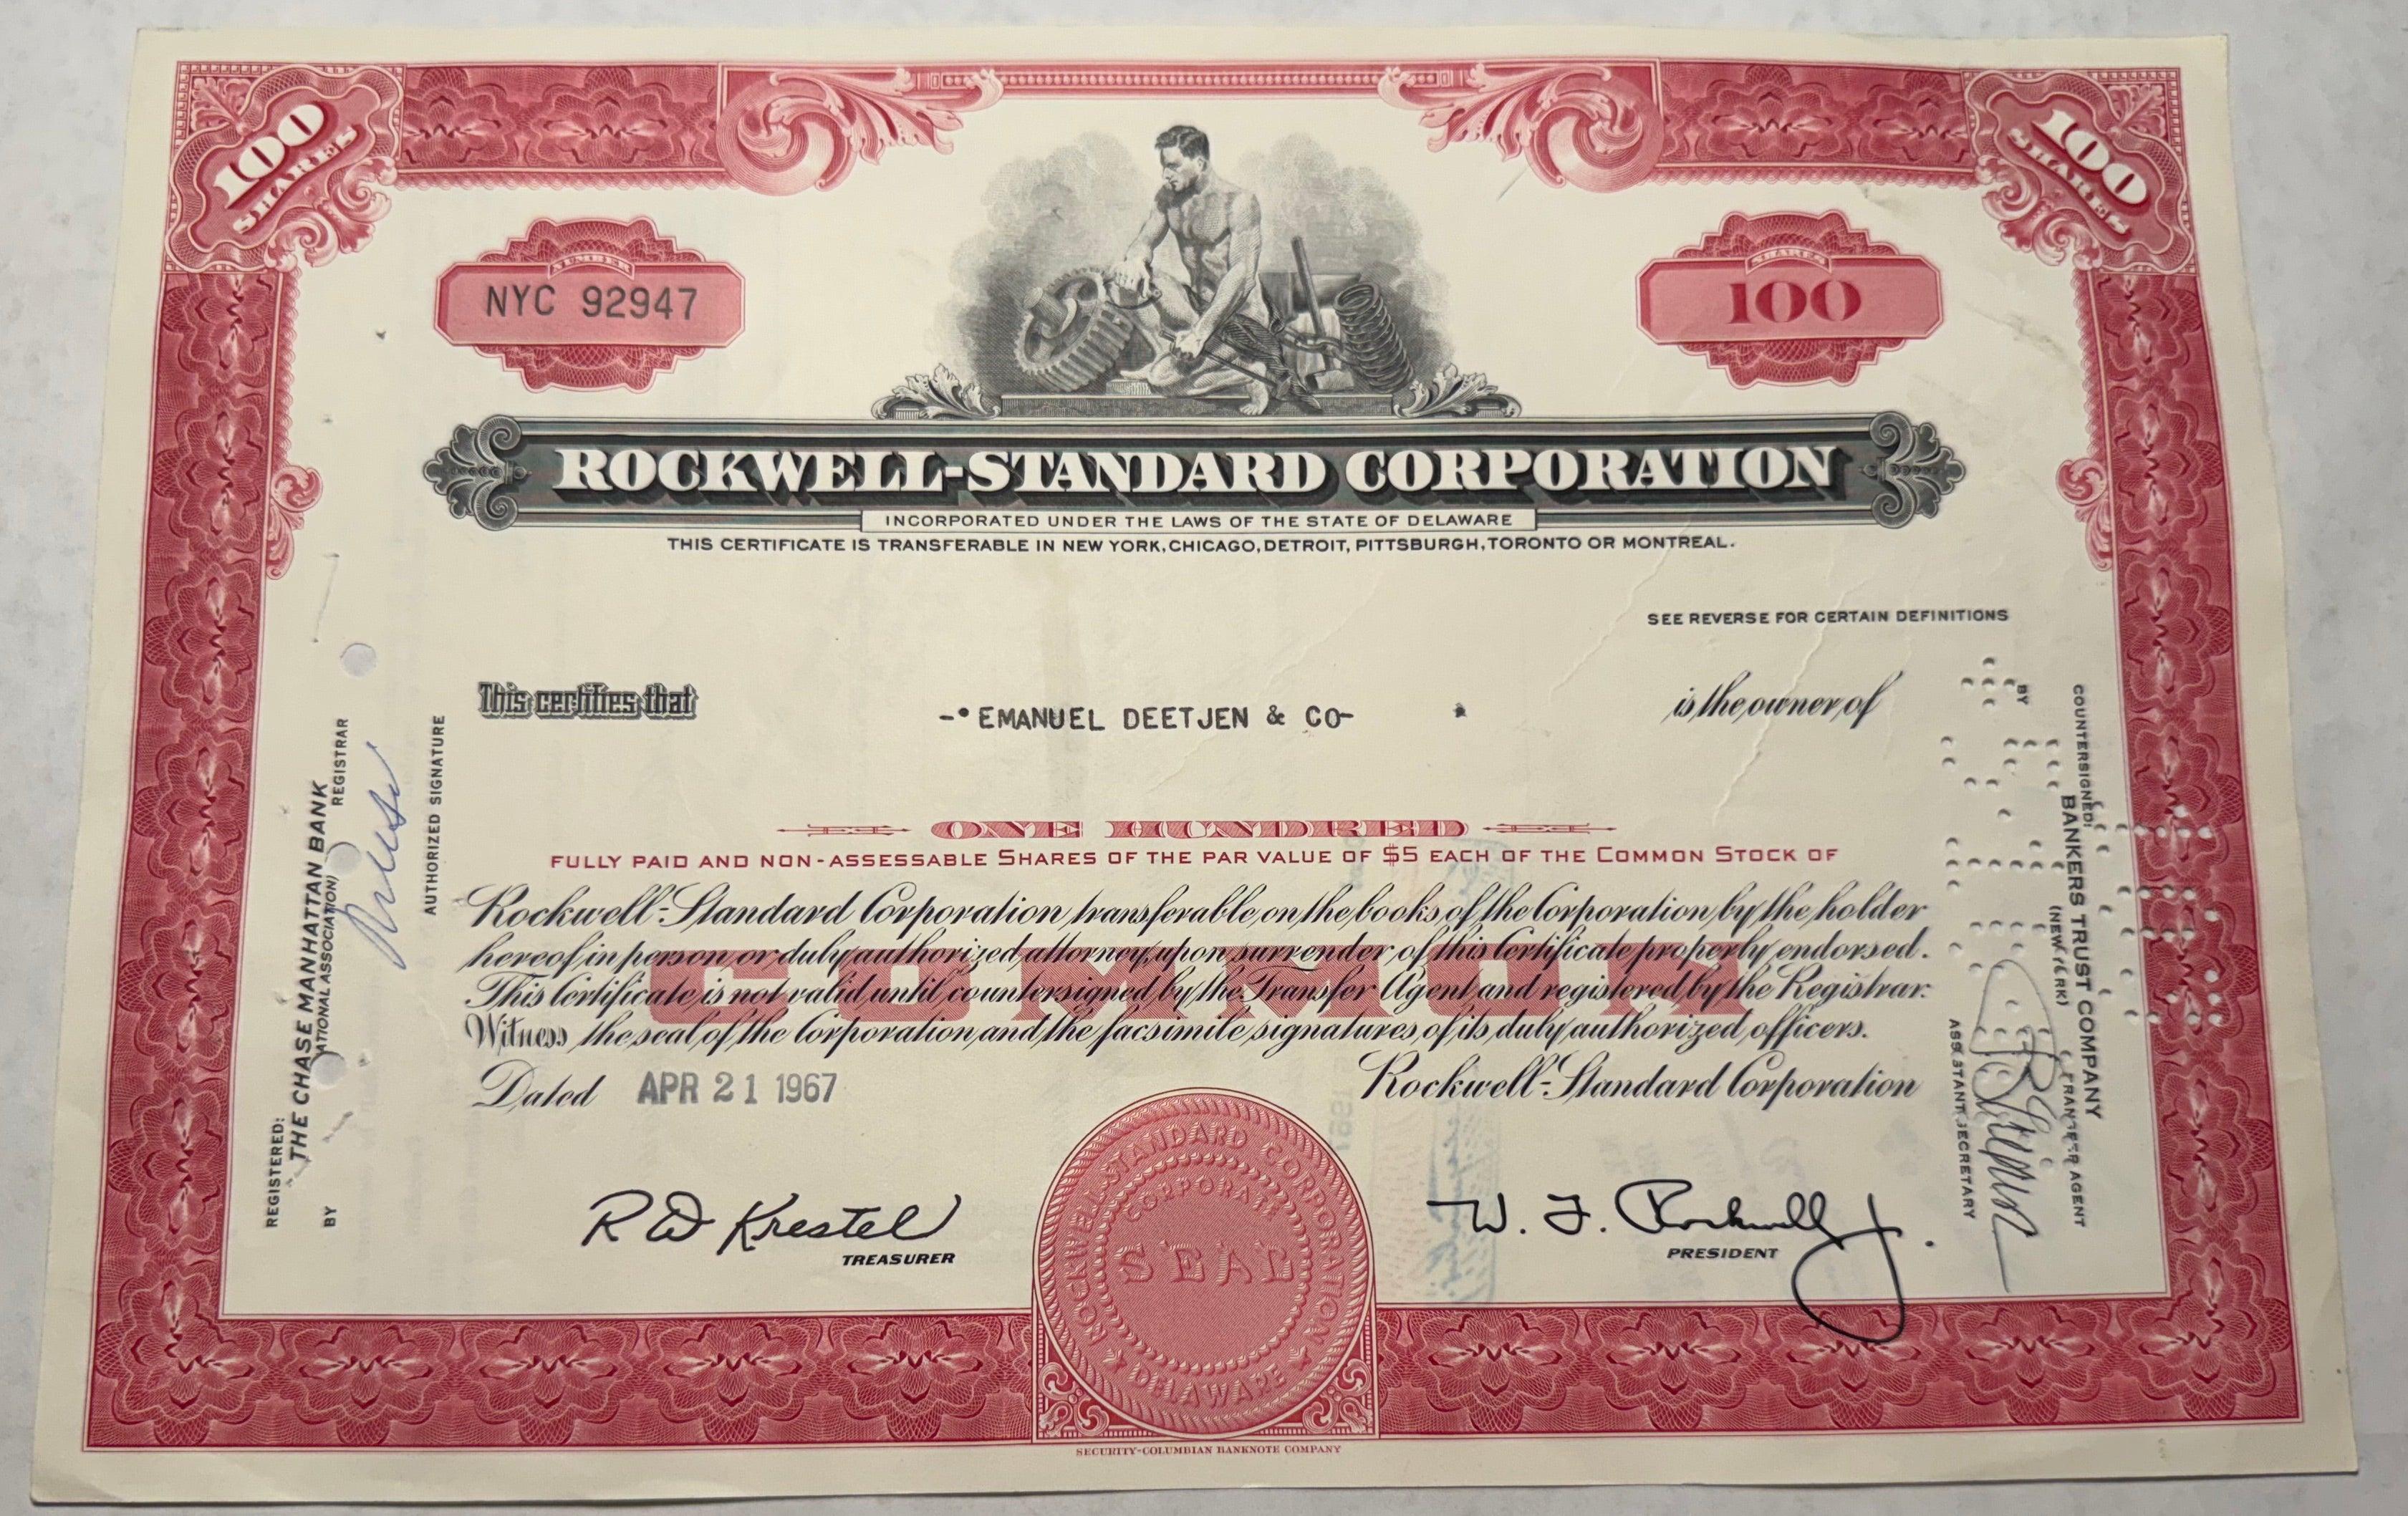 100
SHARES
100
SHARES
NUMBER
NYC 92947
SHARES
100
ROCKWELL-STANDARD CORPORATION
INCORPORATED UNDER THE LAWS OF THE STATE OF DELAWARE
THIS CERTIFICATE IS TRANSFERABLE IN NEW YORK, CHICAGO, DETROIT, PITTSBURGH, TORONTO OR MONTREAL.
SEE REVERSE FOR CERTAIN DEFINITIONS
This certifies that
-• EMANUEL DEETJEN & CO-
is the owner of
ONE HUNDRED
FULLY PAID AND NON-ASSESSABLE SHARES OF THE PAR VALUE OF $5 EACH OF THE COMMON STOCK OF
Rockwell-Standard Corporation transferable on the books of the Corporation by the holder
hereof in person or duly authorized attorney upon surrender of this Certificate properly endorsed.
This Certificate is not valid until countersigned by the Transfer Agent and registered by the Registrar.
Witness the seal of the Corporation and the facsimile signatures of its duly authorized officers.
COMMON
Dated APR 21 1967
Rockwell-Standard Corporation
R W Krestel
TREASURER
W. F. Rockwell Jr.
PRESIDENT
ROCKWELL-STANDARD CORPORATION
CORPORATE
SEAL
DELAWARE
SECURITY-COLUMBIAN BANKNOTE COMPANY
REGISTERED:
THE CHASE MANHATTAN BANK
(NATIONAL ASSOCIATION)
REGISTRAR
BY
AUTHORIZED SIGNATURE
COUNTERSIGNED:
BANKERS TRUST COMPANY
(NEW YORK)
TRANSFER AGENT
BY
ASSISTANT SECRETARY